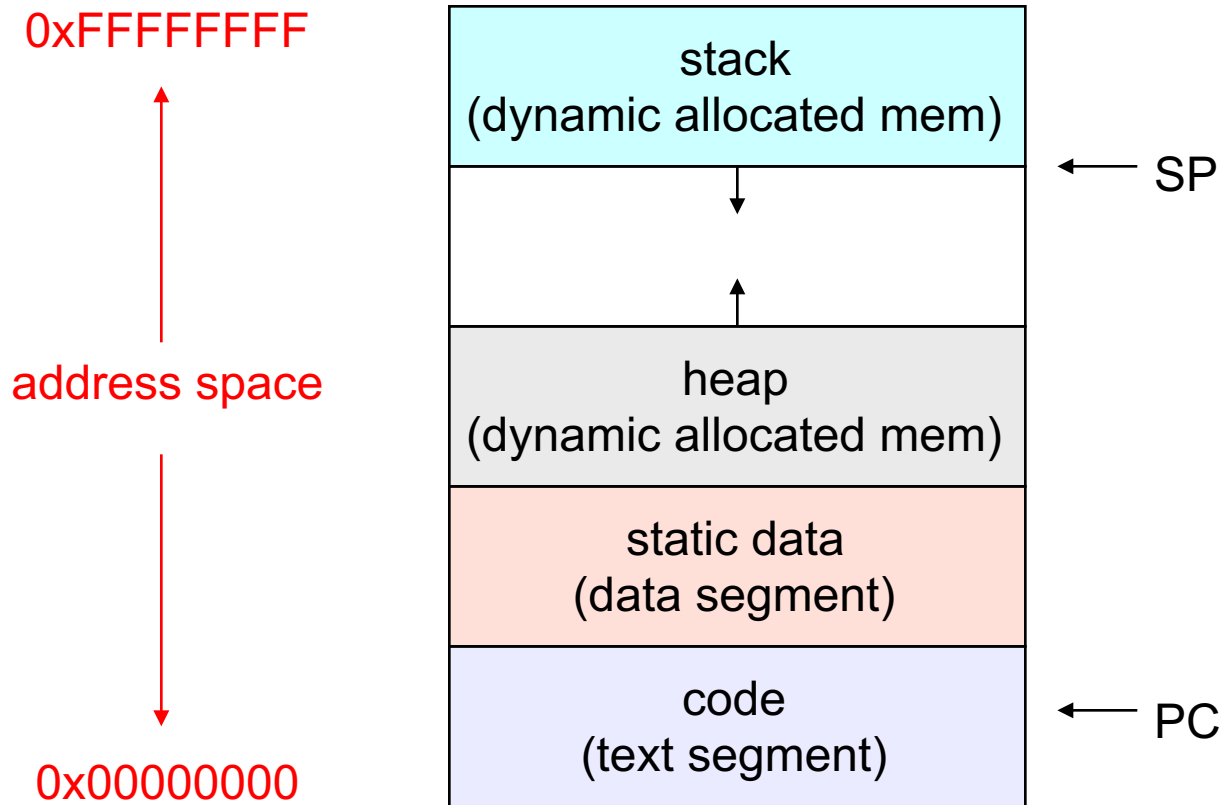 0xFFFFFFFF
stack
(dynamic allocated mem)
SP
address space
heap
(dynamic allocated mem)
static data
(data segment)
code
(text segment)
PC
0x00000000